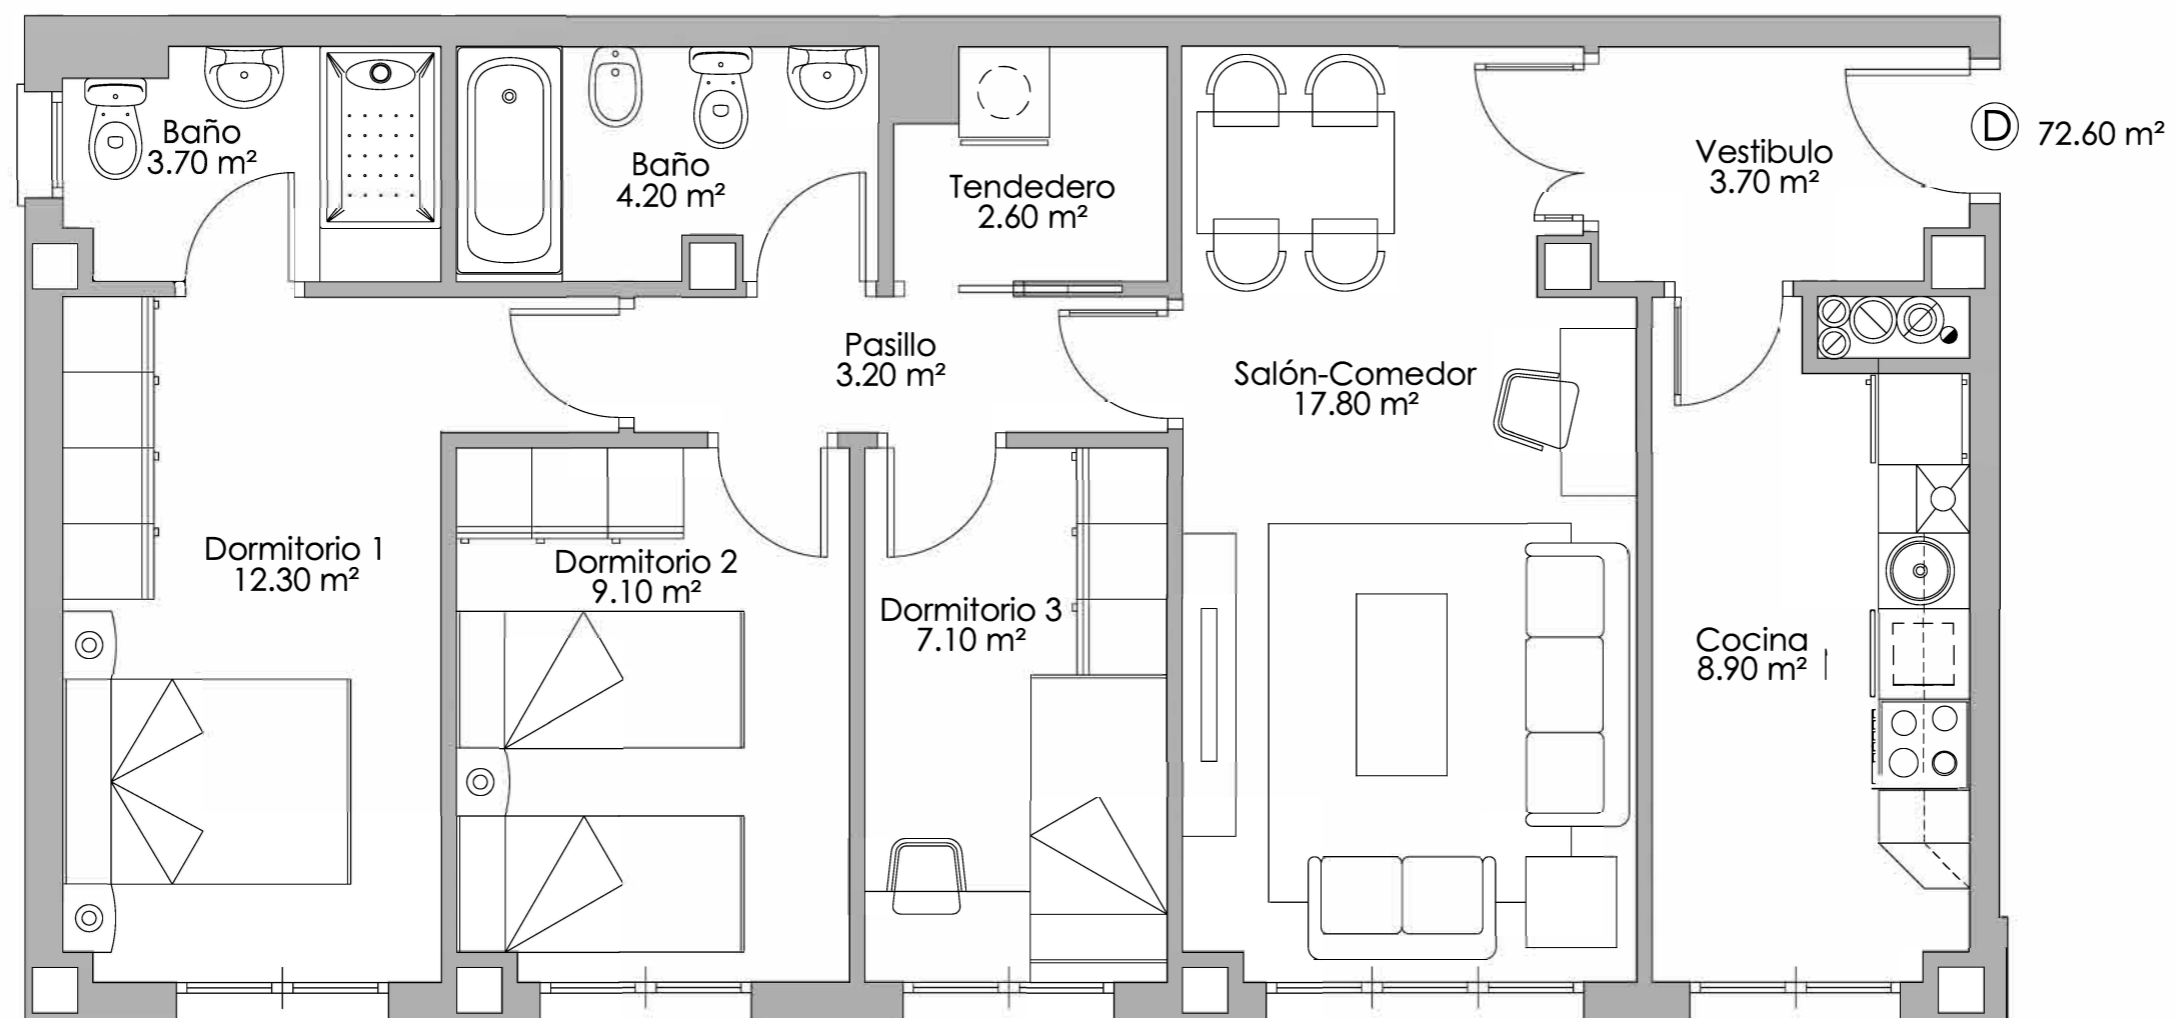 Baño
3.70 m²
Baño
4.20 m²
Tendedero
2.60 m²
Vestibulo
3.70 m²
D 72.60 m²
Pasillo
3.20 m²
Salón-Comedor
17.80 m²
Dormitorio 1
12.30 m²
Dormitorio 2
9.10 m²
Dormitorio 3
7.10 m²
Cocina
8.90 m²